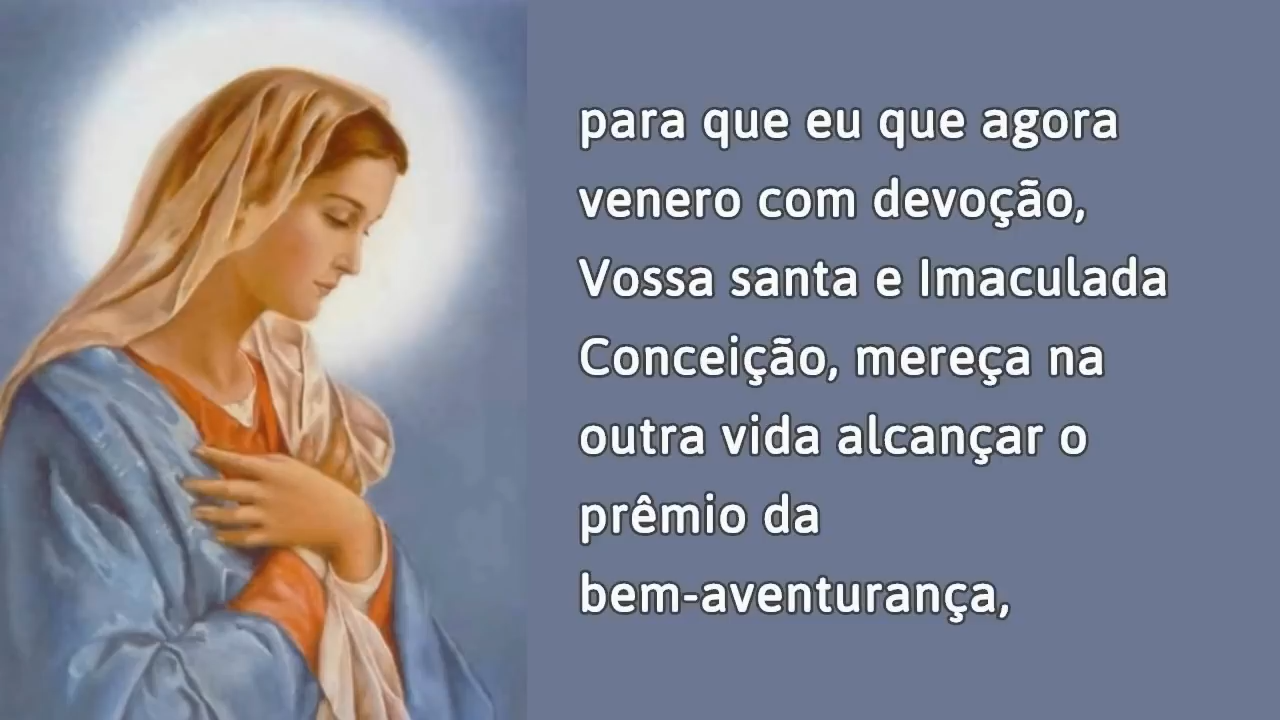 para que eu que agora
venero com devoção,
Vossa santa e Imaculada
Conceição, mereça na
outra vida alcançar o
prêmio da
bem-aventurança,